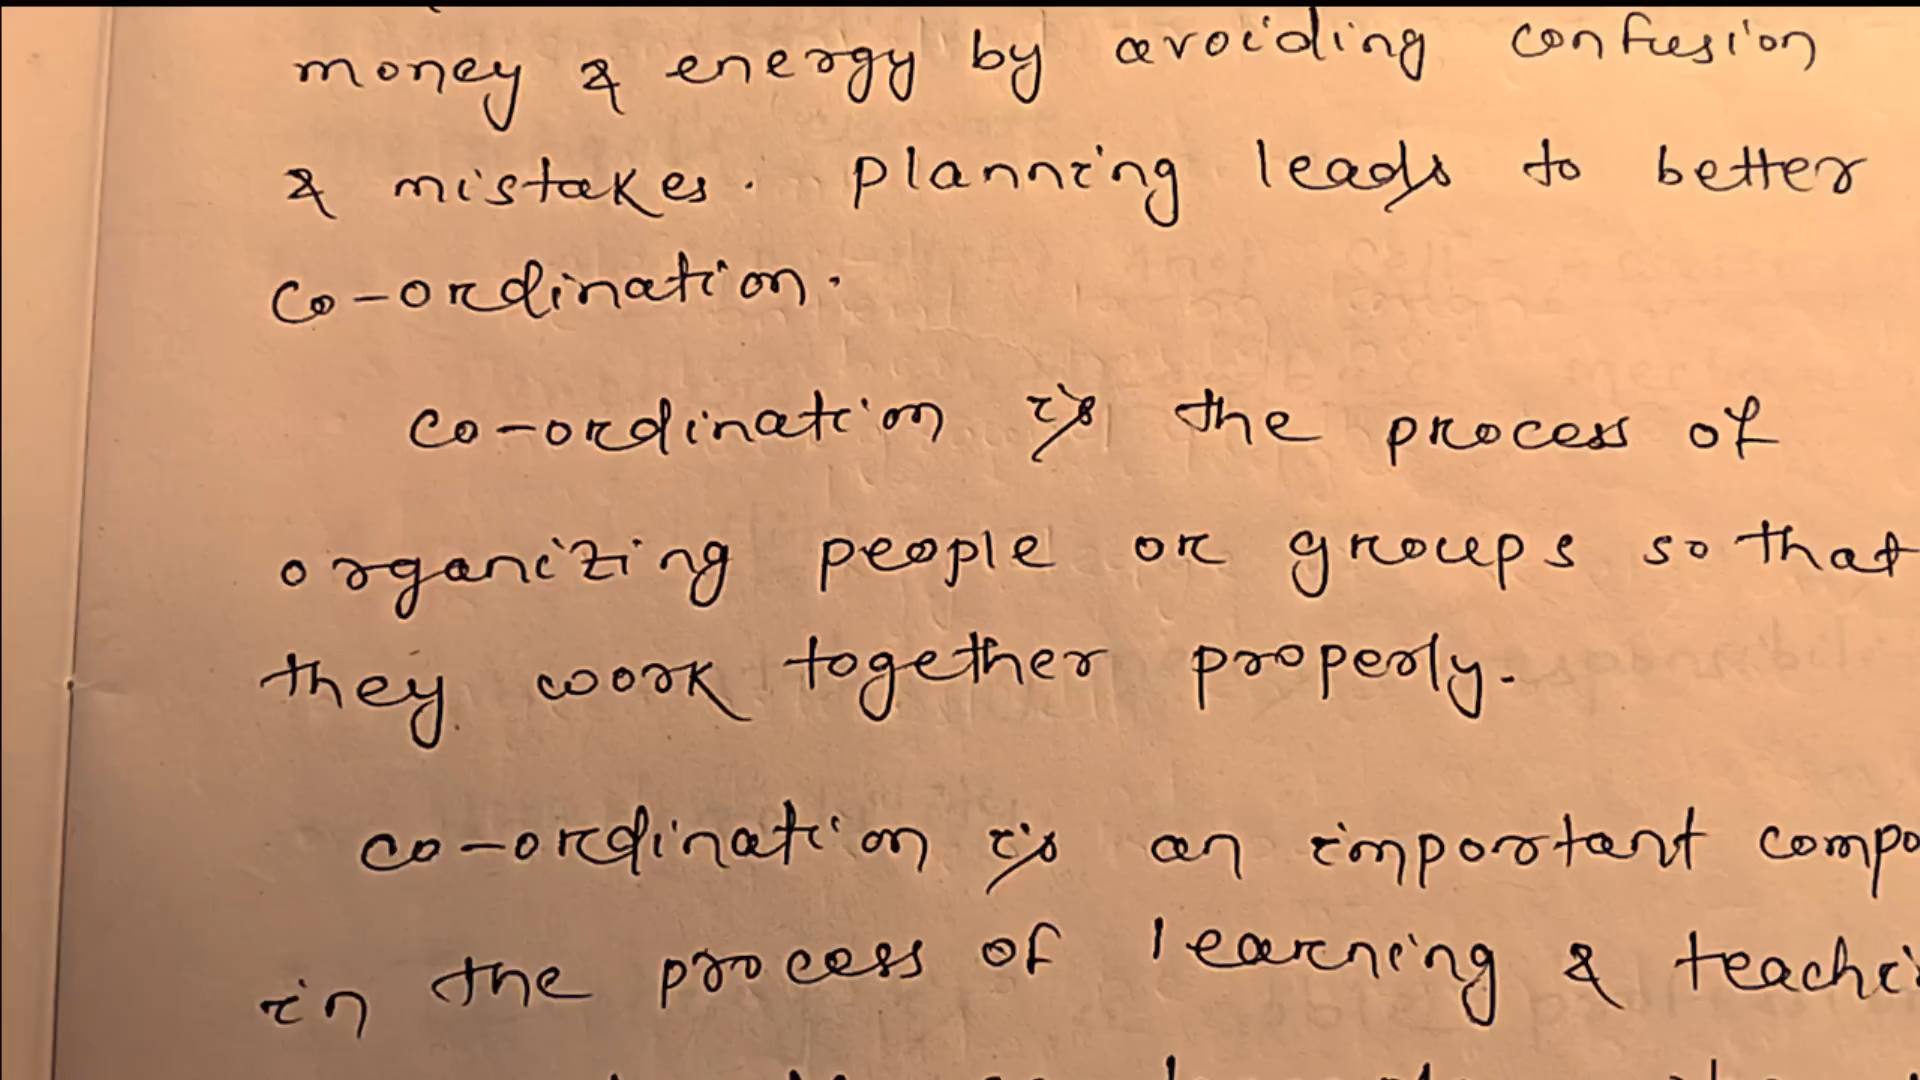 money & energy by avoiding confusion
& mistakes. Planning leads to better
co-ordination.
co-ordination is the process of
organizing people or groups so that
they work together properly.
co-ordination is an important compo
in the process of learning & teachi